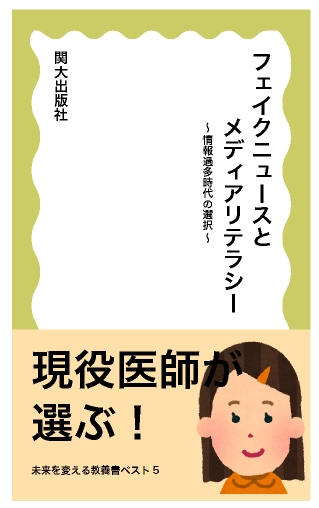 フェイクニュースと
メディアリテラシー
～情報過多時代の選択～
関大出版社
現役医師が
選ぶ！
未来を変える教養書ベスト5